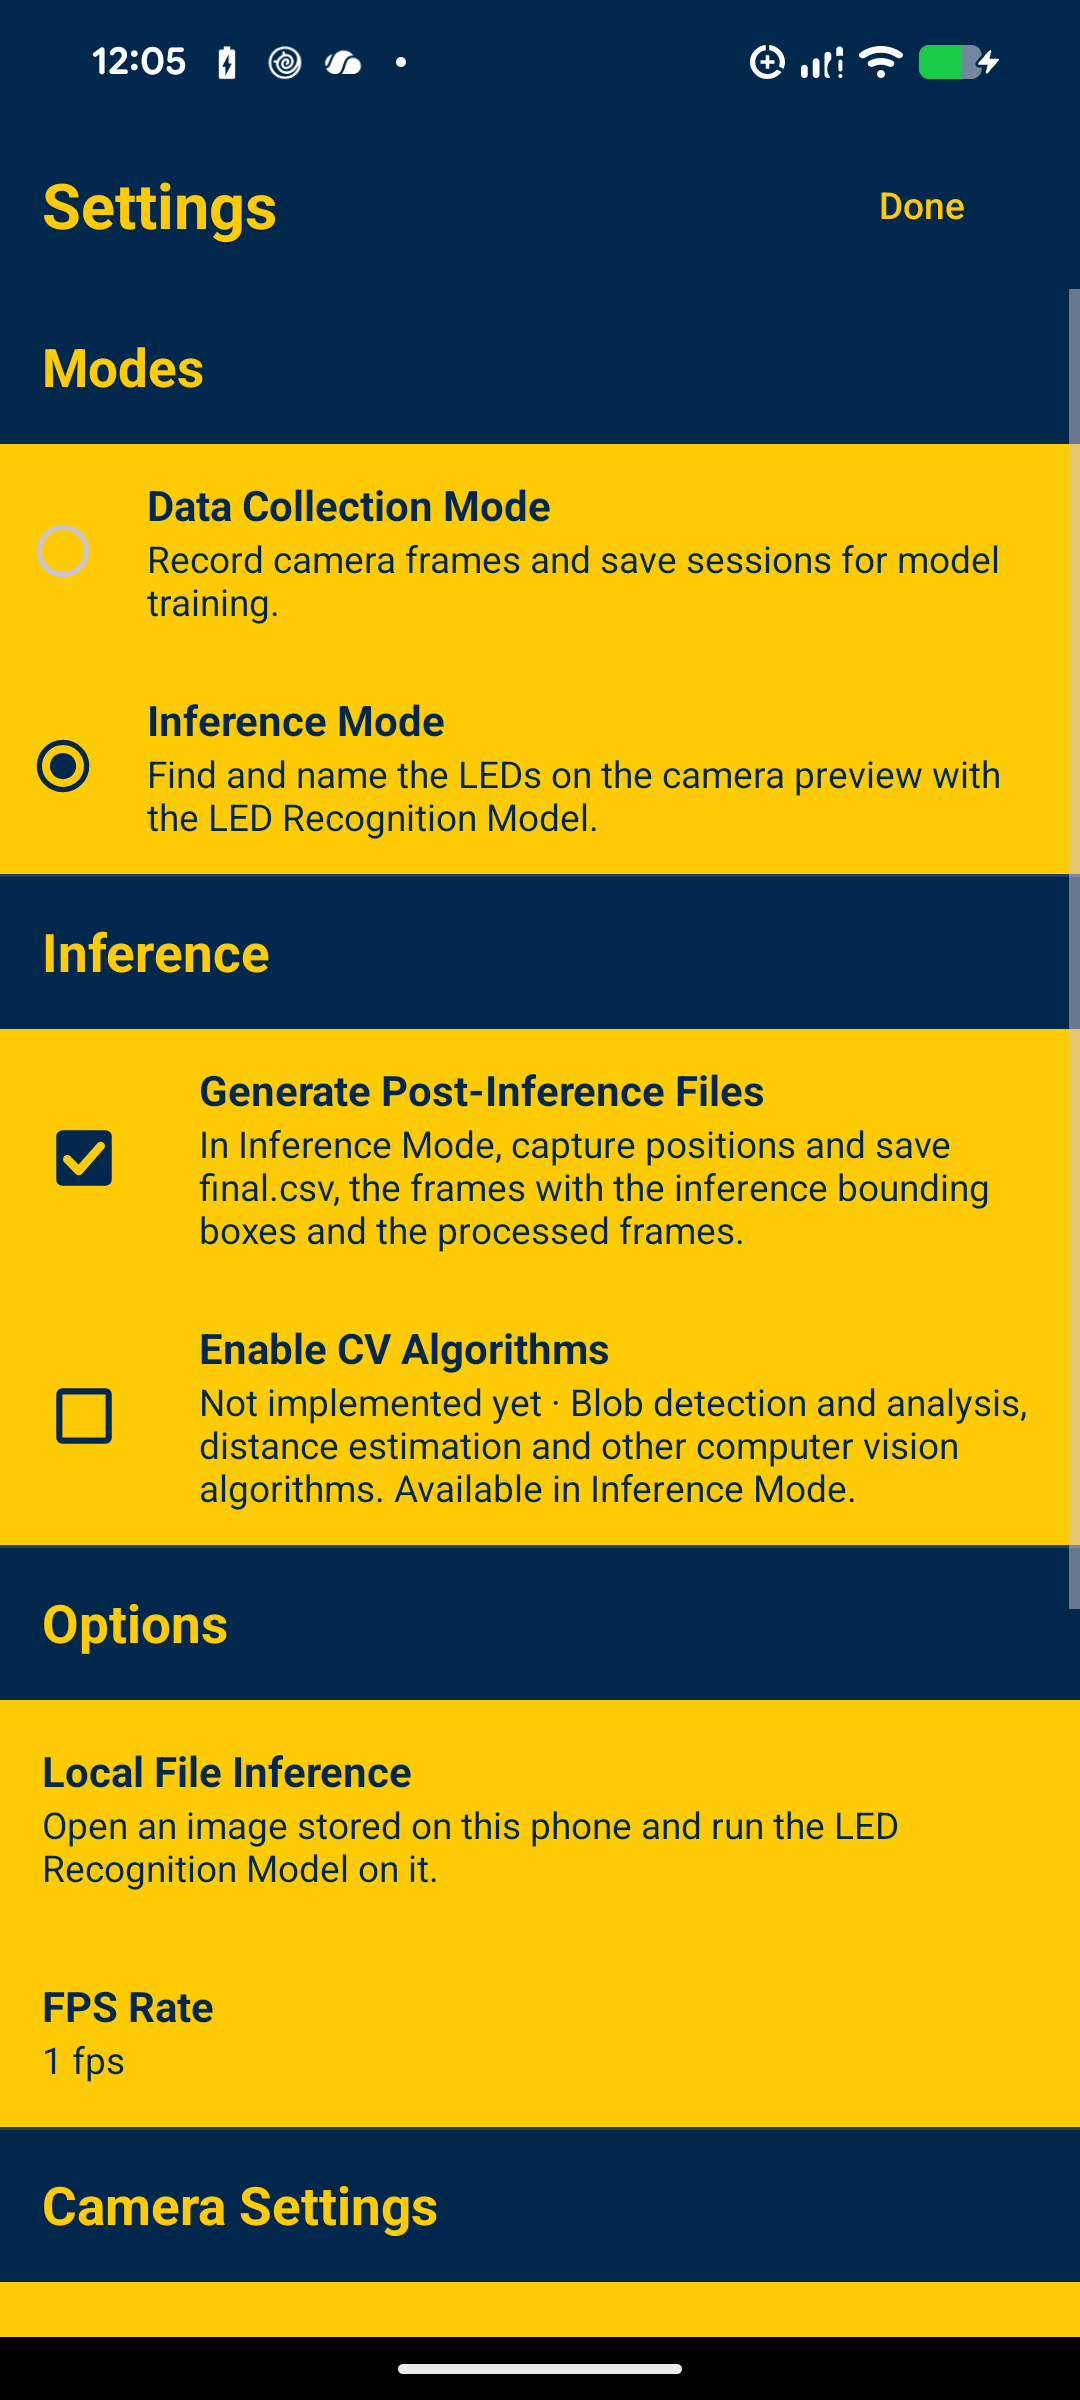 12:05
Settings
Done
Modes
Data Collection Mode
Record camera frames and save sessions for model
training.
Inference Mode
Find and name the LEDs on the camera preview with
the LED Recognition Model.
Inference
Generate Post-Inference Files
In Inference Mode, capture positions and save
final.csv, the frames with the inference bounding
boxes and the processed frames.
Enable CV Algorithms
Not implemented yet · Blob detection and analysis,
distance estimation and other computer vision
algorithms. Available in Inference Mode.
Options
Local File Inference
Open an image stored on this phone and run the LED
Recognition Model on it.
FPS Rate
1 fps
Camera Settings